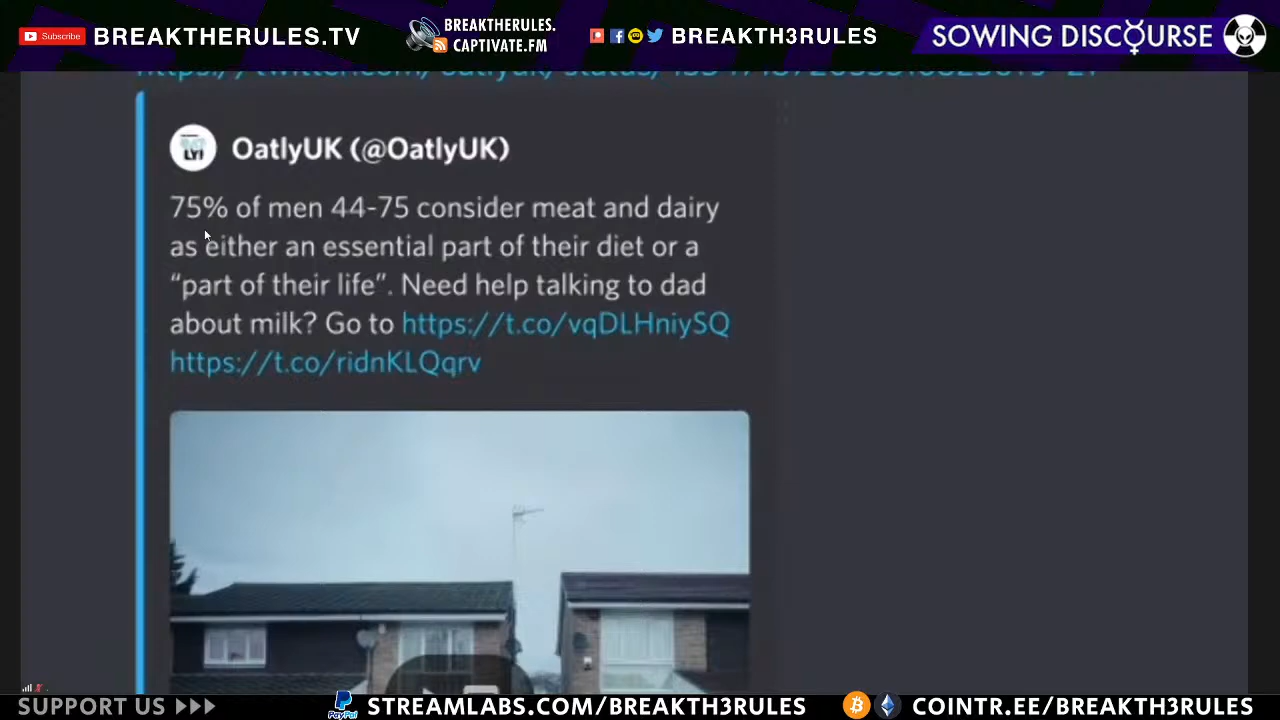 Subscribe BREAKTHERULES.TV
BREAKTHERULES.
CAPTIVATE.FM
BREAKTH3RULES
SOWING DISCOURSE
OatlyUK (@OatlyUK)
75% of men 44-75 consider meat and dairy
as either an essential part of their diet or a
“part of their life”. Need help talking to dad
about milk? Go to https://t.co/vqDLHniySQ
https://t.co/ridnKLQqrv
SUPPORT US >>>
PayPal
STREAMLABS.COM/BREAKTH3RULES
COINTR.EE/BREAKTH3RULES